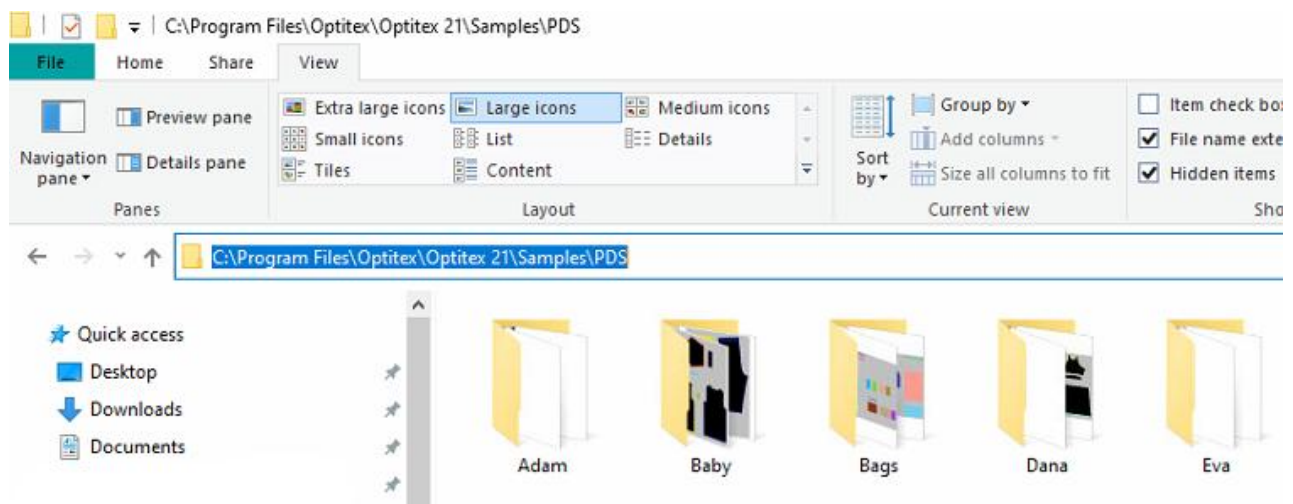 C:\Program Files\Optitex\Optitex 21\Samples\PDS
File Home Share View
Navigation pane
Preview pane
Details pane
Panes
Extra large icons Large icons Medium icons
Small icons List Details
Tiles Content
Layout
Sort by
Group by
Add columns
Size all columns to fit
Current view
Item check bo
File name exte
Hidden items
Sho
C:\Program Files\Optitex\Optitex 21\Samples\PDS
Quick access
Desktop
Downloads
Documents
Adam Baby Bags Dana Eva